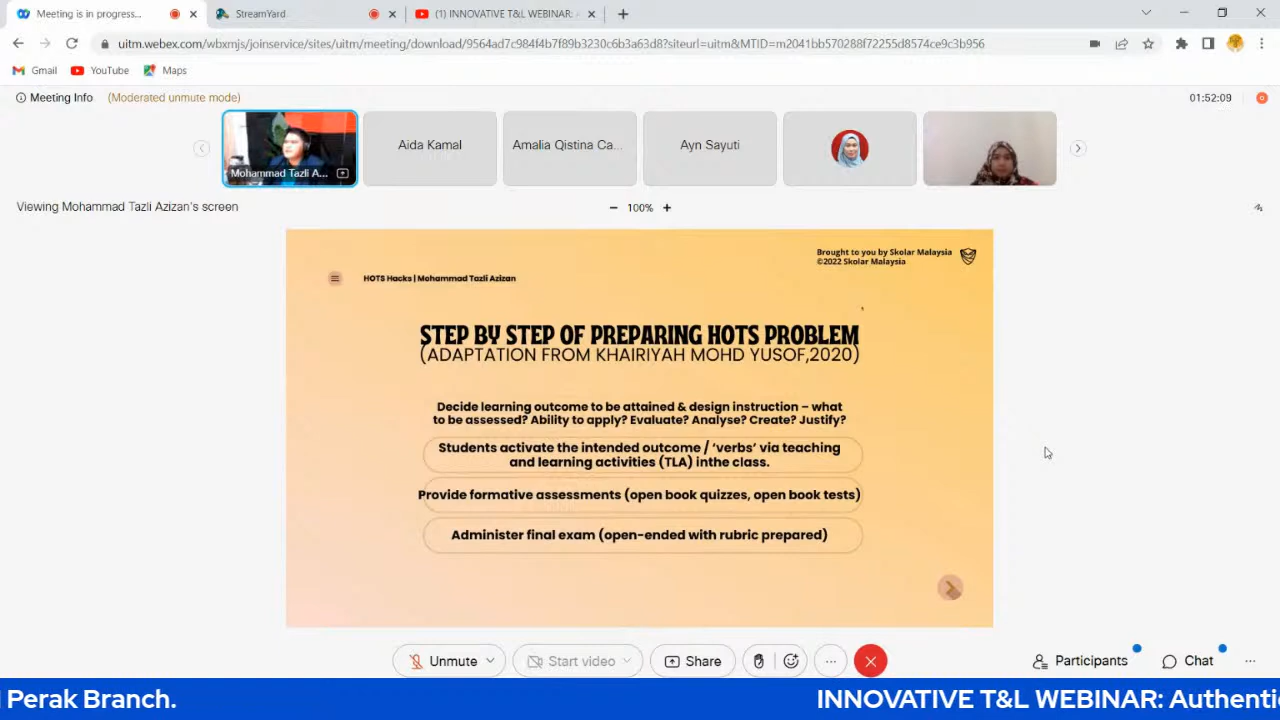 Meeting is in progress...
StreamYard
(1) INNOVATIVE T&L WEBINAR:
uitm.webex.com/wbxmjs/joinservice/sites/uitm/meeting/download/9564ad7c984f4b7f89b3230c6b3a63d8?siteurl=uitm&MTID=m2041bb570288f72255d8574ce9c3b956
Gmail
YouTube
Maps
Meeting Info
(Moderated unmute mode)
01:52:09
Mohammad Tazli A...
Aida Kamal
Amalia Qistina Ca...
Ayn Sayuti
Viewing Mohammad Tazli Azizan's screen
100%
Brought to you by Skolar Malaysia
©2022 Skolar Malaysia
HOTS Hacks | Mohammad Tazli Azizan
STEP BY STEP OF PREPARING HOTS PROBLEM
(ADAPTATION FROM KHAIRIYAH MOHD YUSOF,2020)
Decide learning outcome to be attained & design instruction – what
to be assessed? Ability to apply? Evaluate? Analyse? Create? Justify?
Students activate the intended outcome / ‘verbs’ via teaching
and learning activities (TLA) inthe class.
Provide formative assessments (open book quizzes, open book tests)
Administer final exam (open-ended with rubric prepared)
Unmute
Start video
Share
Participants
Chat
Perak Branch.
INNOVATIVE T&L WEBINAR: Authenti